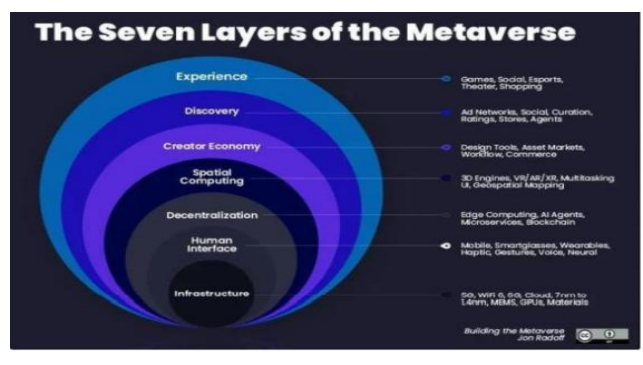 The Seven Layers of the Metaverse
Experience
Games, Social, Esports,
Theater, Shopping
Discovery
Ad Networks, Social, Curation,
Ratings, Stores, Agents
Creator Economy
Design Tools, Asset Markets,
Workflow, Commerce
Spatial
Computing
3D Engines, VR/AR/XR, Multitasking
UI, Geospatial Mapping
Decentralization
Edge Computing, AI Agents,
Microservices, Blockchain
Human
Interface
Mobile, Smartglasses, Wearables,
Haptic, Gestures, Voice, Neural
Infrastructure
5G, WiFi 6, 6G, Cloud, 7nm to
1.4nm, MEMS, GPUs, Materials
Building the Metaverse
Jon Radoff
cc